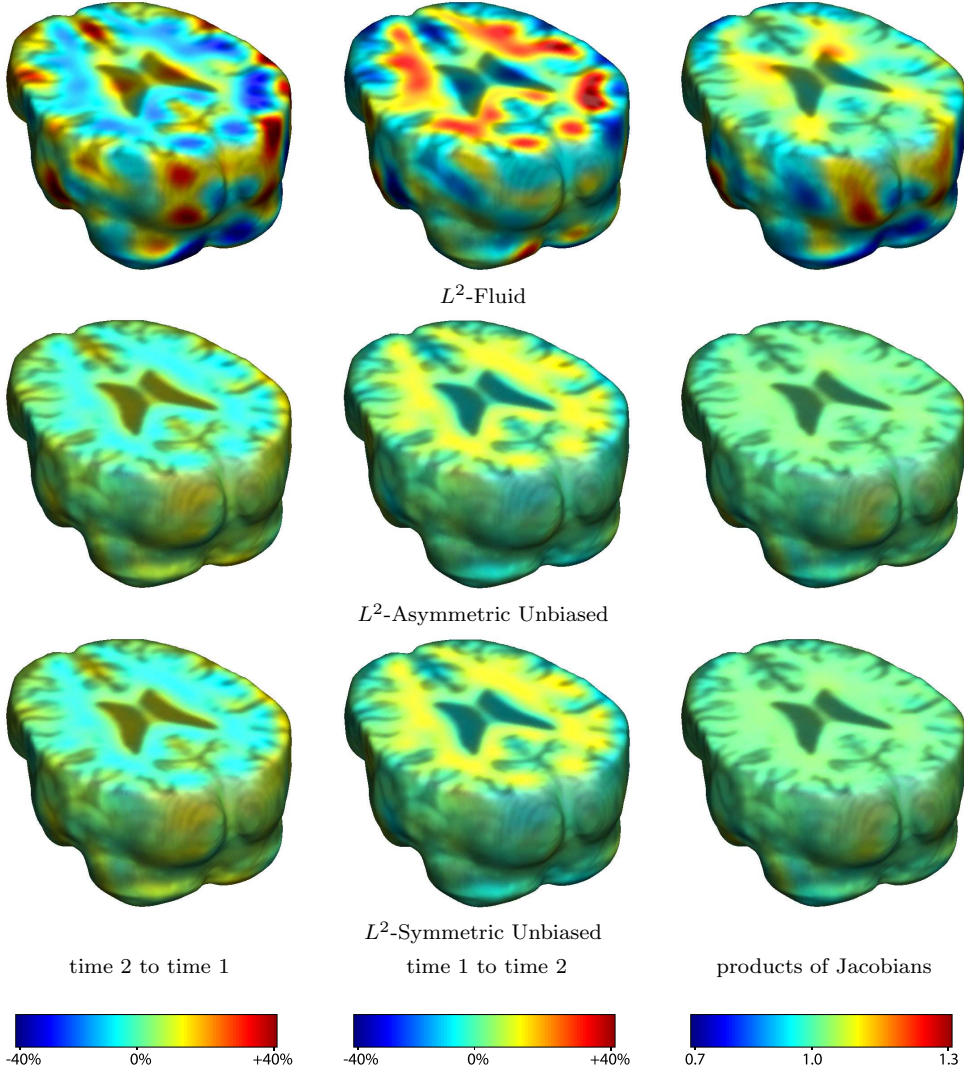 L²-Fluid
L²-Asymmetric Unbiased
L²-Symmetric Unbiased
time 2 to time 1 time 1 to time 2 products of Jacobians
-40% 0% +40% -40% 0% +40% 0.7 1.0 1.3